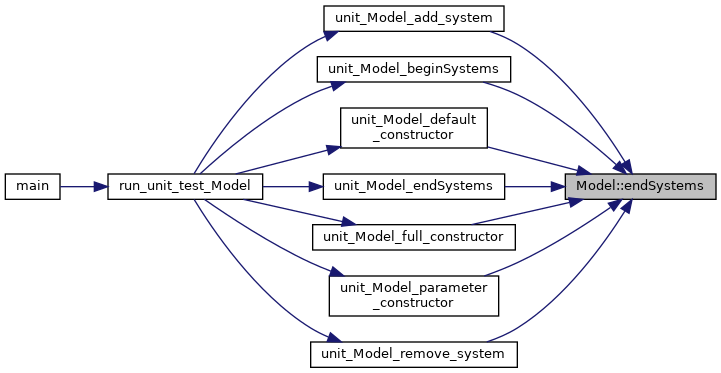 unit_Model_add_system
unit_Model_beginSystems
unit_Model_default
_constructor
main
run_unit_test_Model
unit_Model_endSystems
Model::endSystems
unit_Model_full_constructor
unit_Model_parameter
_constructor
unit_Model_remove_system